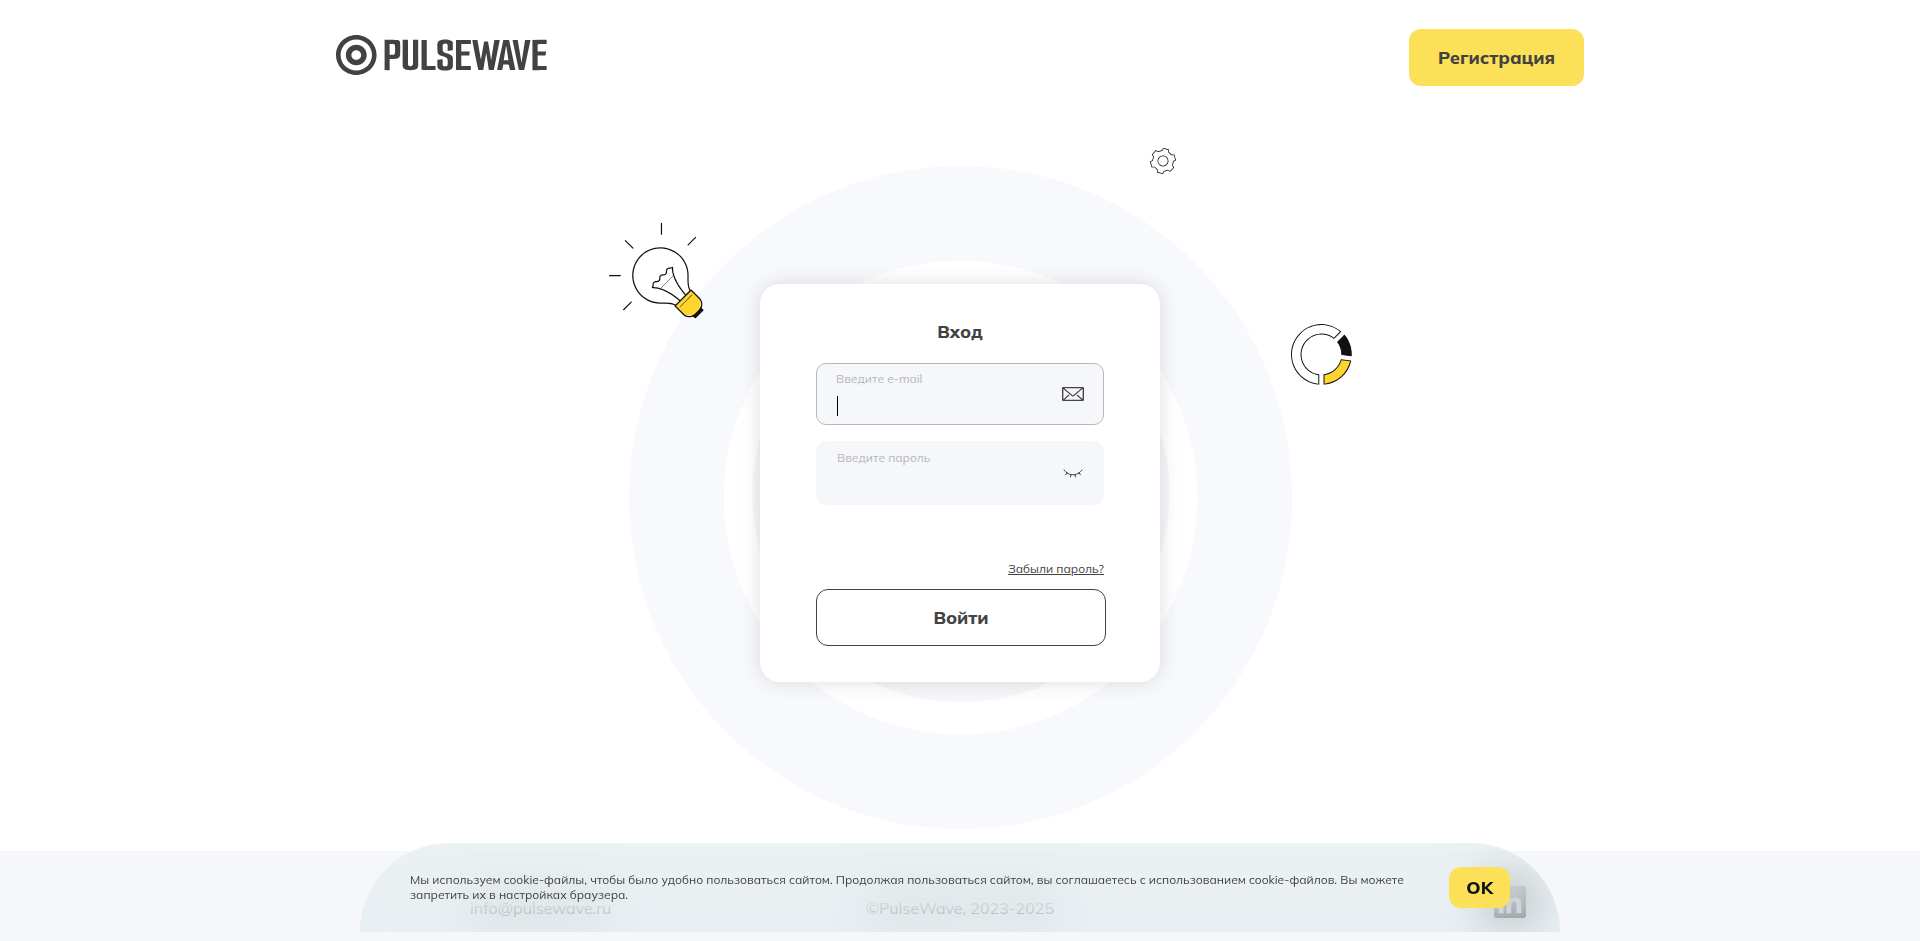 PULSEWAVE
Регистрация
Вход
Введите e-mail
Введите пароль
Забыли пароль?
Войти
Мы используем cookie-файлы, чтобы было удобно пользоваться сайтом. Продолжая пользоваться сайтом, вы соглашаетесь с использованием cookie-файлов. Вы можете
запретить их в настройках браузера.
OK
info@pulsewave.ru
©PulseWave, 2023-2025
in